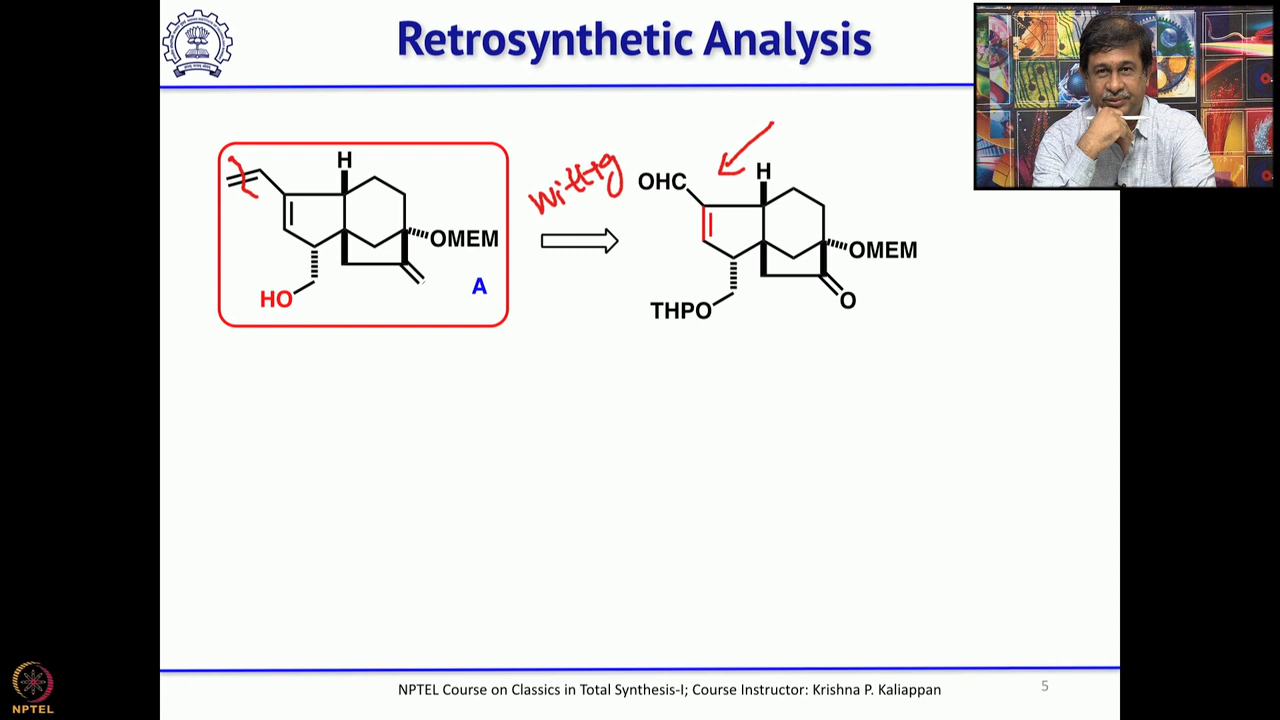 Retrosynthetic Analysis
H
OMEM
HO
A
Wittig
OHC
H
OMEM
THPO
O
NPTEL Course on Classics in Total Synthesis-I; Course Instructor: Krishna P. Kaliappan
5
NPTEL